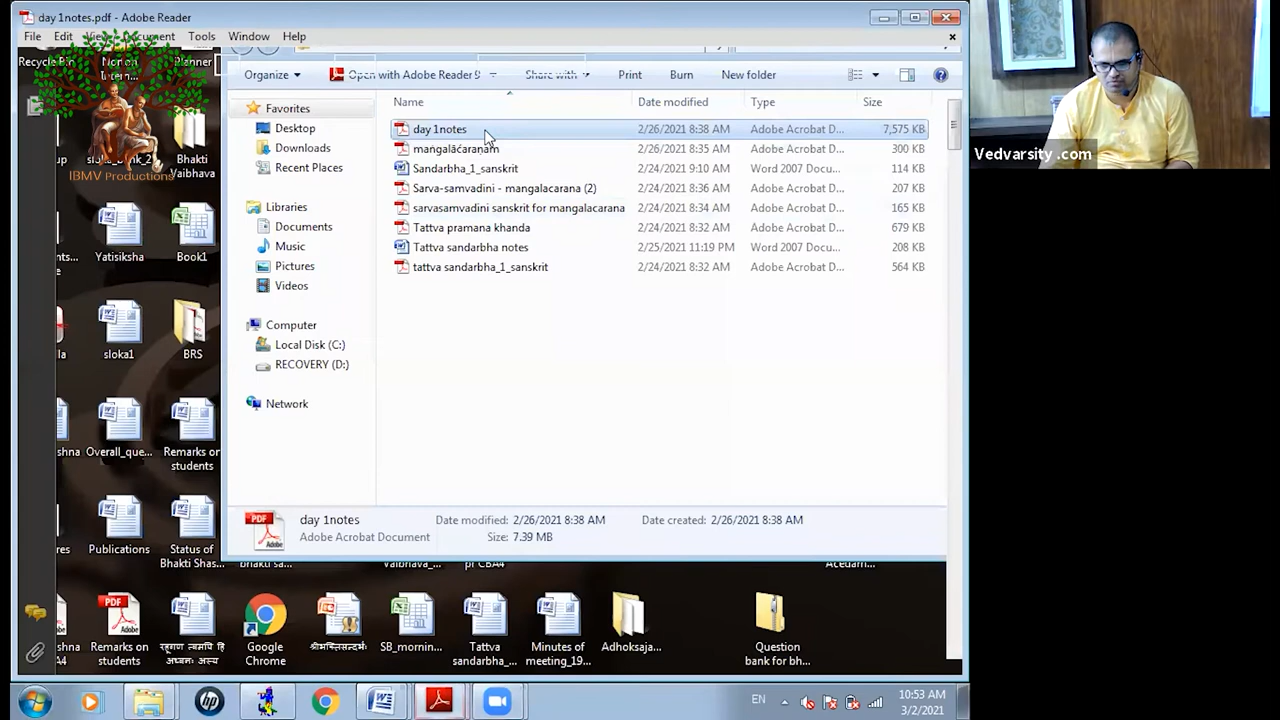 day 1notes.pdf - Adobe Reader
File Edit View Document Tools Window Help
Recycle Bin
Norton
Intern...
Planner
Organize
Open with Adobe Reader 9
Share with
Print
Burn
New folder
Favorites
Desktop
Downloads
Recent Places
Libraries
Documents
Music
Pictures
Videos
Computer
Local Disk (C:)
RECOVERY (D:)
Network
Name Date modified Type Size
day 1notes 2/26/2021 8:38 AM Adobe Acrobat D... 7,575 KB
maṅgalācaraṇam 2/26/2021 8:35 AM Adobe Acrobat D... 300 KB
Sandarbha_1_sanskrit 2/24/2021 9:10 AM Word 2007 Docu... 114 KB
Sarva-samvadini - mangalacarana (2) 2/24/2021 8:36 AM Adobe Acrobat D... 207 KB
sarvasamvadini sanskrit for mangalacarana 2/24/2021 8:34 AM Adobe Acrobat D... 165 KB
Tattva pramana khanda 2/24/2021 8:32 AM Adobe Acrobat D... 679 KB
Tattva sandarbha notes 2/25/2021 11:19 PM Word 2007 Docu... 208 KB
tattva sandarbha_1_sanskrit 2/24/2021 8:32 AM Adobe Acrobat D... 564 KB
day 1notes
Adobe Acrobat Document
Date modified: 2/26/2021 8:38 AM
Size: 7.39 MB
Date created: 2/26/2021 8:38 AM
IBMV Productions
Bhakti
Vaibhava
Yatisiksha
Book1
sloka1
BRS
Overall_que...
Remarks on
students
Publications
Status of
Bhakti Shas...
Remarks on
students
Google
Chrome
SB_mornin...
Tattva
sandarbha_...
Minutes of
meeting_19...
Adhoksaja...
Question
bank for bh...
EN
10:53 AM
3/2/2021
Vedvarsity .com